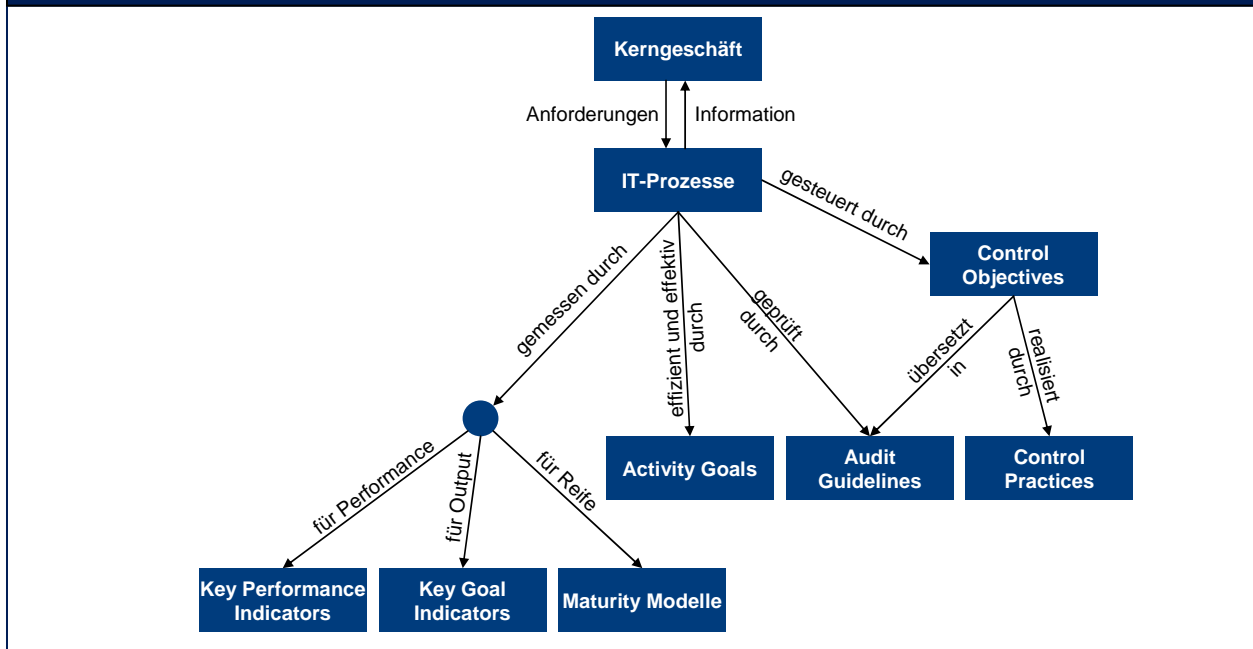 Kerngeschäft
Anforderungen
Information
IT-Prozesse
gesteuert durch
Control
Objectives
gemessen durch
effizient und effektiv
durch
geprüft
durch
übersetzt
in
realisiert
durch
Activity Goals
Audit
Guidelines
Control
Practices
für Performance
für Output
für Reife
Key Performance
Indicators
Key Goal
Indicators
Maturity Modelle